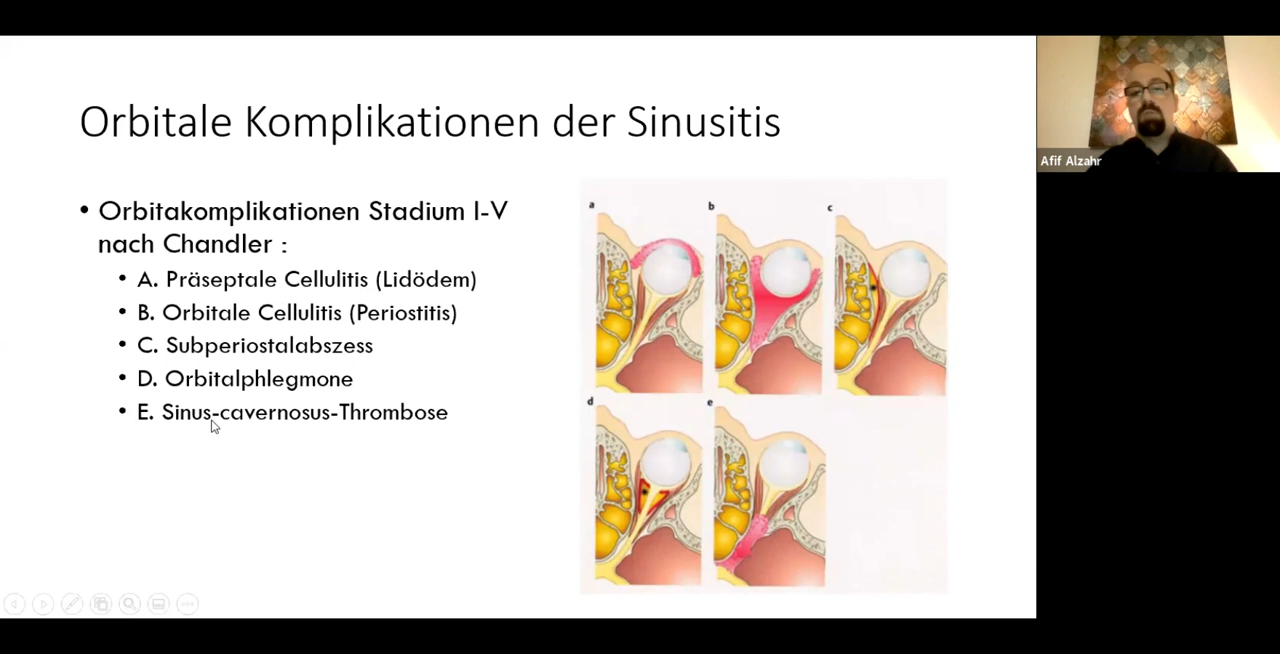 Orbitale Komplikationen der Sinusitis
• Orbitakomplikationen Stadium I-V
nach Chandler :
• A. Präseptale Cellulitis (Lidödem)
• B. Orbitale Cellulitis (Periostitis)
• C. Subperiostalabszess
• D. Orbitalphlegmone
• E. Sinus-cavernosus-Thrombose
a
b
c
d
e
Afif Alzahr